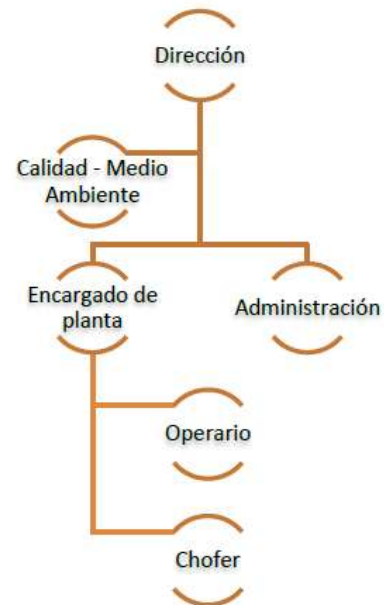 Dirección
Calidad - Medio
Ambiente
Encargado de
planta
Administración
Operario
Chofer